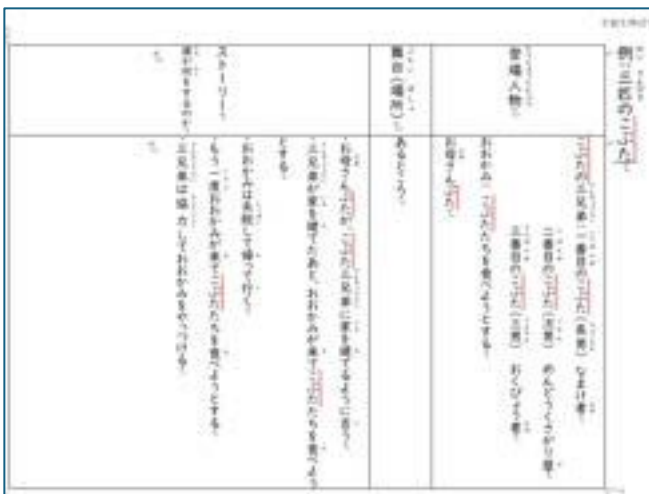 例 三匹のこぶた
登場人物
こぶたの三兄弟 一番目のこぶた(長男) なまけ者
二番目のこぶた(次男) めんどうくさがり屋
三番目のこぶた(三男) おくびょう者
おおかみ こぶたたちを食べようとする
お母さんぶた
舞台(場所)
あるところ
ストーリー
誰が何をするのか
お母さんぶたが、こぶた三兄弟に家を建てるように言う
三兄弟が家を建てたあと、おおかみが来てこぶたたちを食べよう
とする
おおかみは失敗して帰って行く
もう一度おおかみが来てこぶたたちを食べようとする
三兄弟は協力しておおかみをやっつける